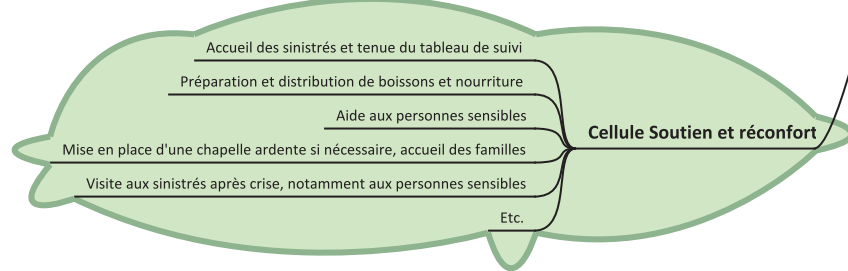 Accueil des sinistrés et tenue du tableau de suivi
Préparation et distribution de boissons et nourriture
Aide aux personnes sensibles
Cellule Soutien et réconfort
Mise en place d'une chapelle ardente si nécessaire, accueil des familles
Visite aux sinistrés après crise, notamment aux personnes sensibles
Etc.